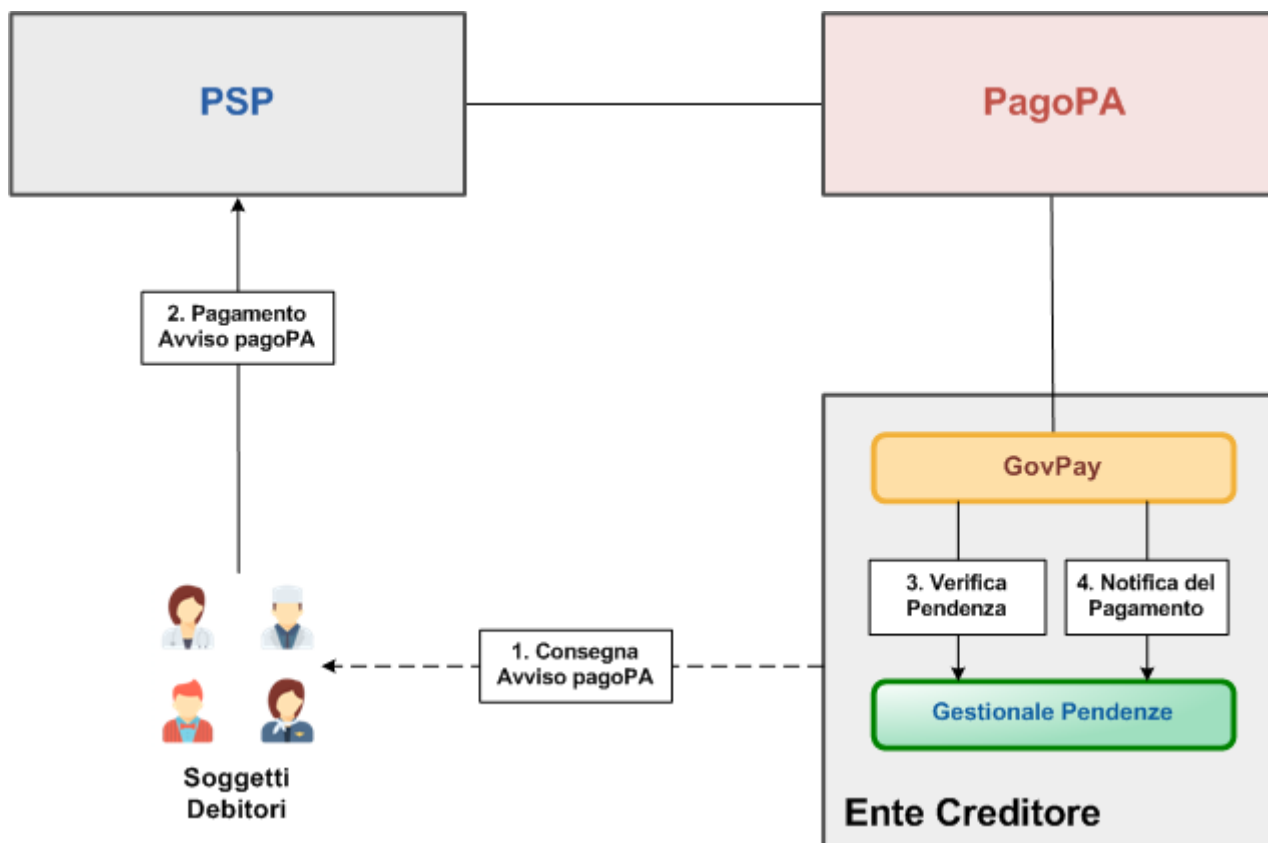 PSP
PagoPA
2. Pagamento
Avviso pagoPA
GovPay
3. Verifica
Pendenza
4. Notifica del
Pagamento
1. Consegna
Avviso pagoPA
Gestionale Pendenze
Soggetti
Debitori
Ente Creditore